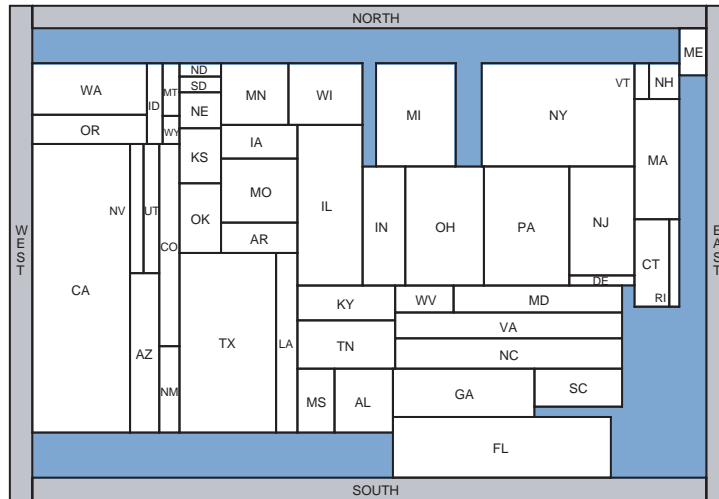 NORTH
ME
WA
ID
MT
ND
SD
MN
WI
MI
NY
VT
NH
NE
OR
WY
IA
MA
KS
MO
IL
IN
OH
PA
NJ
NV
UT
CO
OK
AR
WEST
EAST
CA
CT
RI
DE
KY
WV
MD
TX
LA
VA
AZ
TN
NC
NM
MS
AL
GA
SC
FL
SOUTH